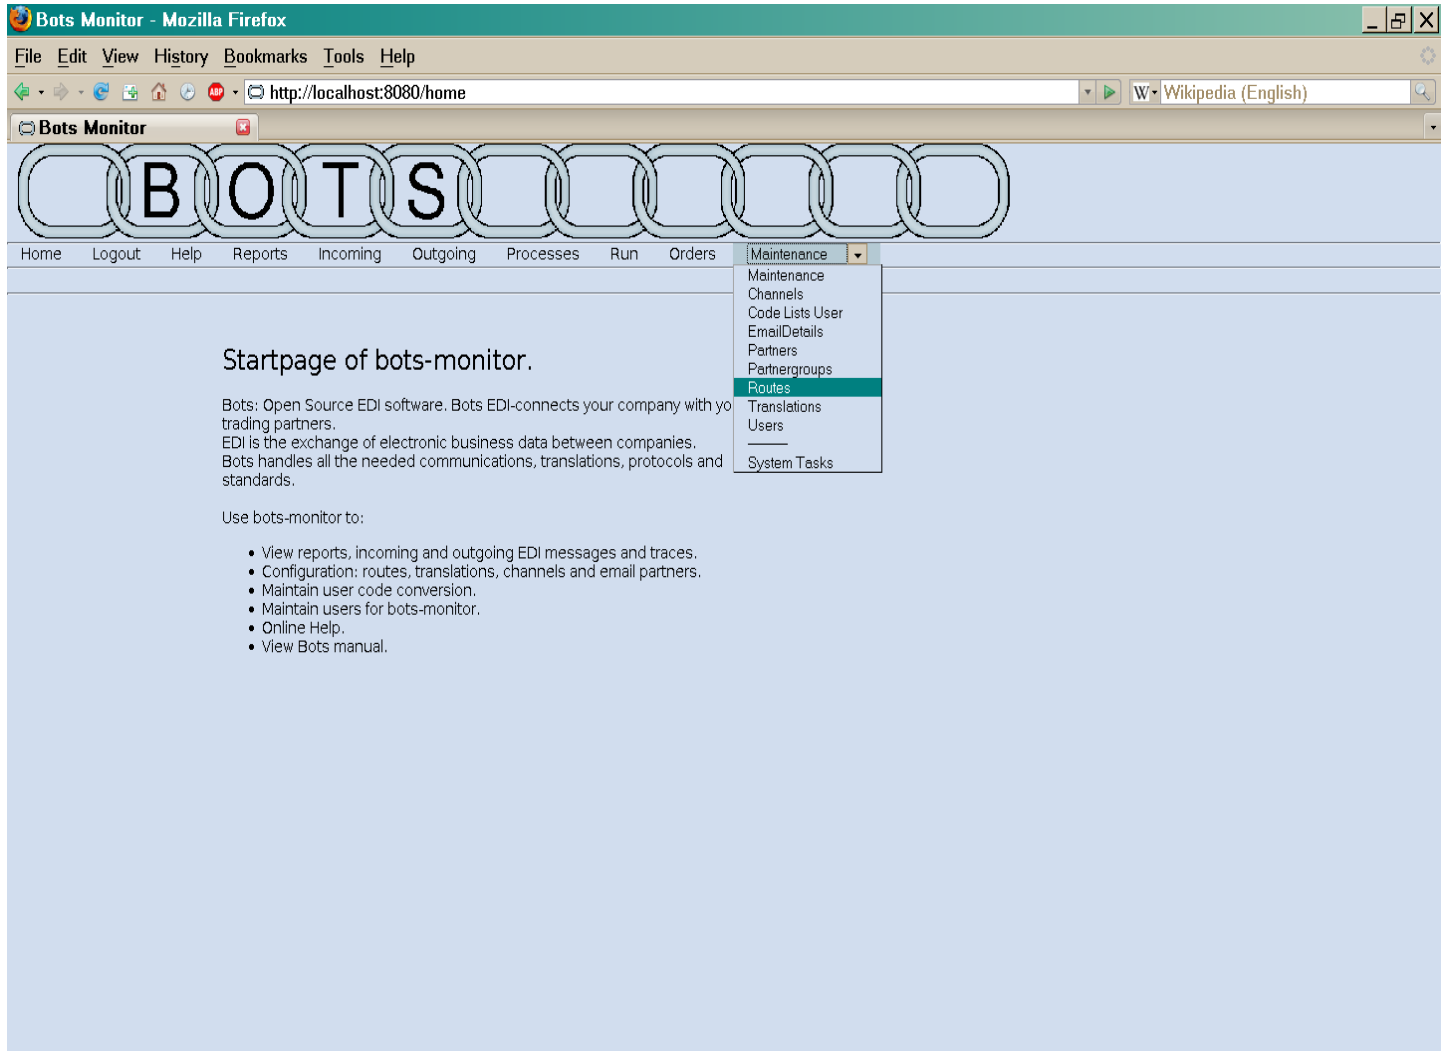 Bots Monitor - Mozilla Firefox
File Edit View History Bookmarks Tools Help
ABP http://localhost:8080/home W Wikipedia (English)
Bots Monitor
BOTS
Home Logout Help Reports Incoming Outgoing Processes Run Orders Maintenance
Maintenance
Channels
Code Lists User
EmailDetails
Partners
Partnergroups
Routes
Translations
Users
System Tasks
Startpage of bots-monitor.
Bots: Open Source EDI software. Bots EDI-connects your company with yo
trading partners.
EDI is the exchange of electronic business data between companies.
Bots handles all the needed communications, translations, protocols and
standards.
Use bots-monitor to:
• View reports, incoming and outgoing EDI messages and traces.
• Configuration: routes, translations, channels and email partners.
• Maintain user code conversion.
• Maintain users for bots-monitor.
• Online Help.
• View Bots manual.